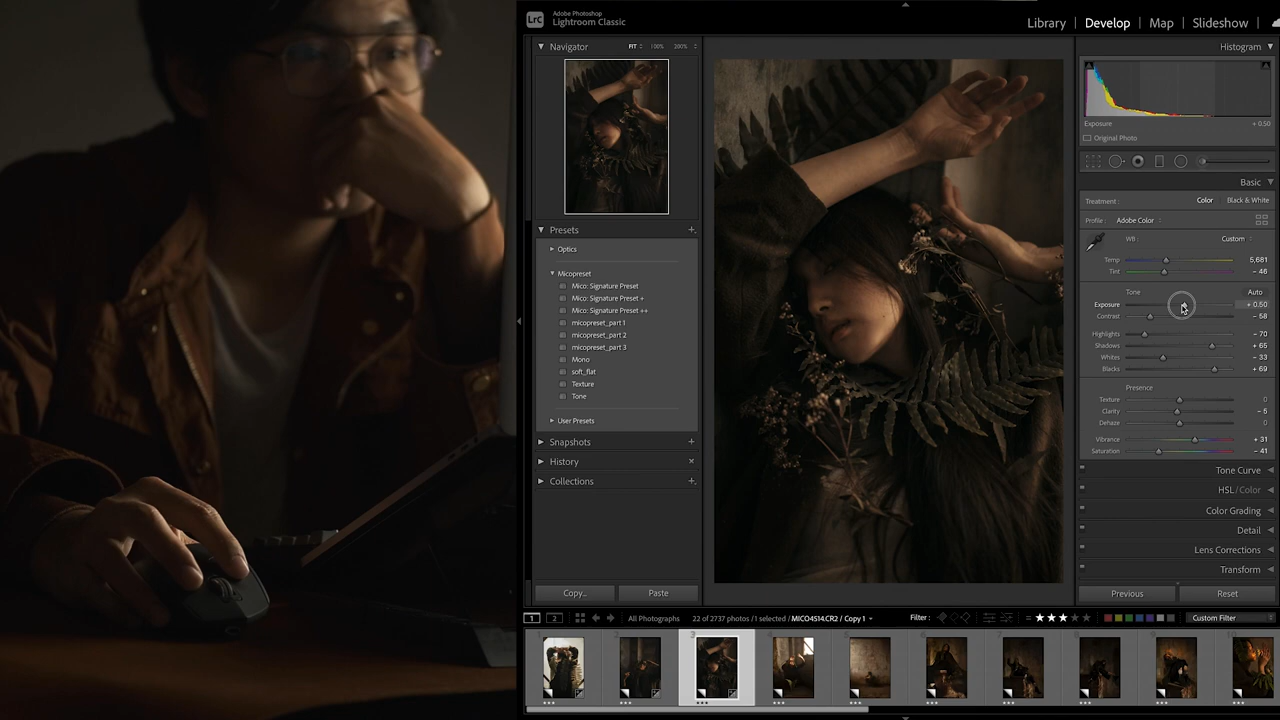 LrC
Adobe Photoshop
Lightroom Classic
Library | Develop | Map | Slideshow |
Navigator
FIT
100%
200%
Presets
Optics
Micopreset
Mico: Signature Preset
Mico: Signature Preset +
Mico: Signature Preset ++
micopreset_part 1
micopreset_part 2
micopreset_part 3
Mono
soft_flat
Texture
Tone
User Presets
Snapshots
History
Collections
Copy...
Paste
Histogram
Exposure + 0.50
Original Photo
Basic
Treatment : Color Black & White
Profile : Adobe Color
WB : Custom
Temp 5,681
Tint − 46
Tone Auto
Exposure + 0.50
Contrast − 58
Highlights − 70
Shadows + 65
Whites − 33
Blacks + 69
Presence
Texture 0
Clarity − 5
Dehaze 0
Vibrance + 31
Saturation − 41
Tone Curve
HSL / Color
Color Grading
Detail
Lens Corrections
Transform
Previous
Reset
1 2 All Photographs 22 of 2737 photos / 1 selected / MICO4514.CR2 / Copy 1 Filter : Custom Filter